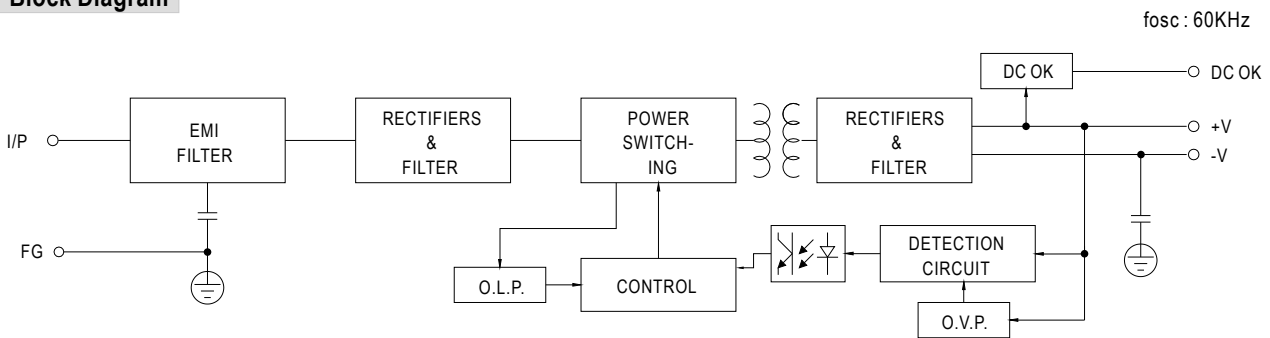 Block Diagram
fosc : 60KHz
DC OK
DC OK
I/P
EMI
FILTER
RECTIFIERS
&
FILTER
POWER
SWITCH-
ING
RECTIFIERS
&
FILTER
+V
-V
FG
O.L.P.
CONTROL
DETECTION
CIRCUIT
O.V.P.